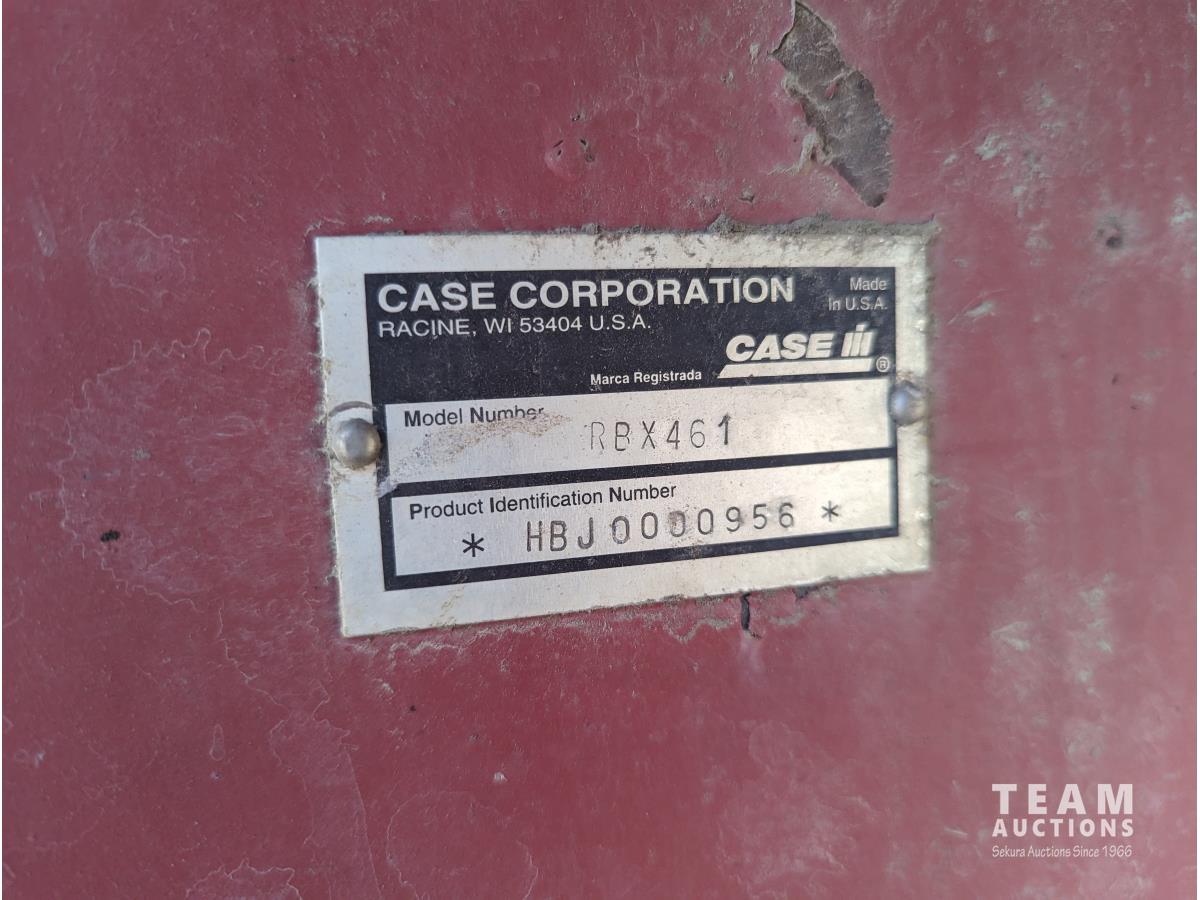 CASE CORPORATION
Made
in U.S.A.
RACINE, WI 53404 U.S.A.
CASE IH ®
Marca Registrada
Model Number
RBX461
Product Identification Number
* HBJ0000956 *
TEAM
AUCTIONS
Sekura Auctions Since 1966